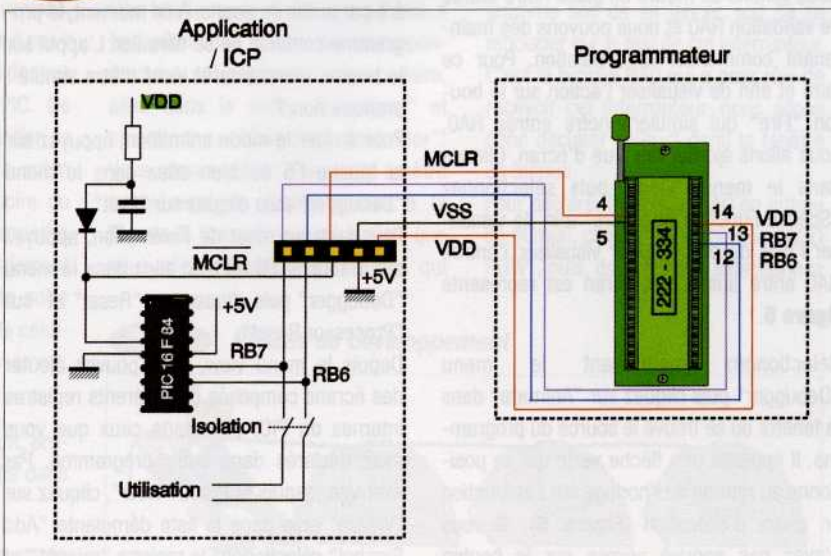 Application
/ ICP
VDD
MCLR
+5V
+5V
PIC 16 F 84
RB7
RB6
Isolation
Utilisation
MCLR
VSS
VDD
Programmateur
4
5
222 - 334
14
13
12
VDD
RB7
RB6